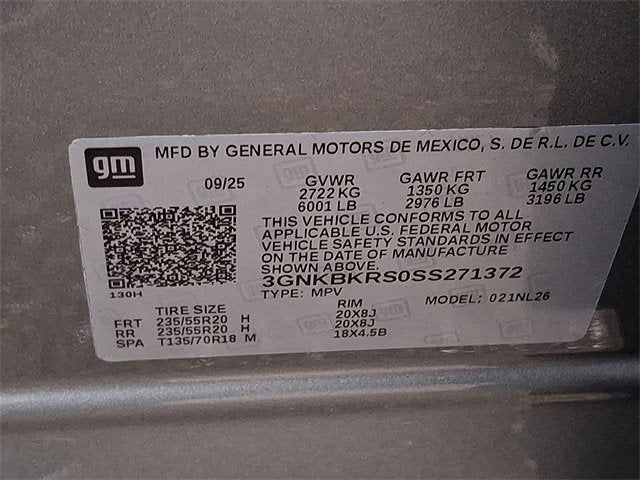 gm MFD BY GENERAL MOTORS DE MEXICO, S. DE R.L. DE C.V.
09/25 GVWR GAWR FRT GAWR RR
2722 KG 1350 KG 1450 KG
6001 LB 2976 LB 3196 LB
THIS VEHICLE CONFORMS TO ALL
APPLICABLE U.S. FEDERAL MOTOR
VEHICLE SAFETY STANDARDS IN EFFECT
ON THE DATE OF MANUFACTURE
SHOWN ABOVE.
3GNKBKRS0SS271372
130H TYPE: MPV MODEL: 021NL26
TIRE SIZE RIM
FRT 235/55R20 H 20X8J
RR 235/55R20 H 20X8J
SPA T135/70R18 M 18X4.5B